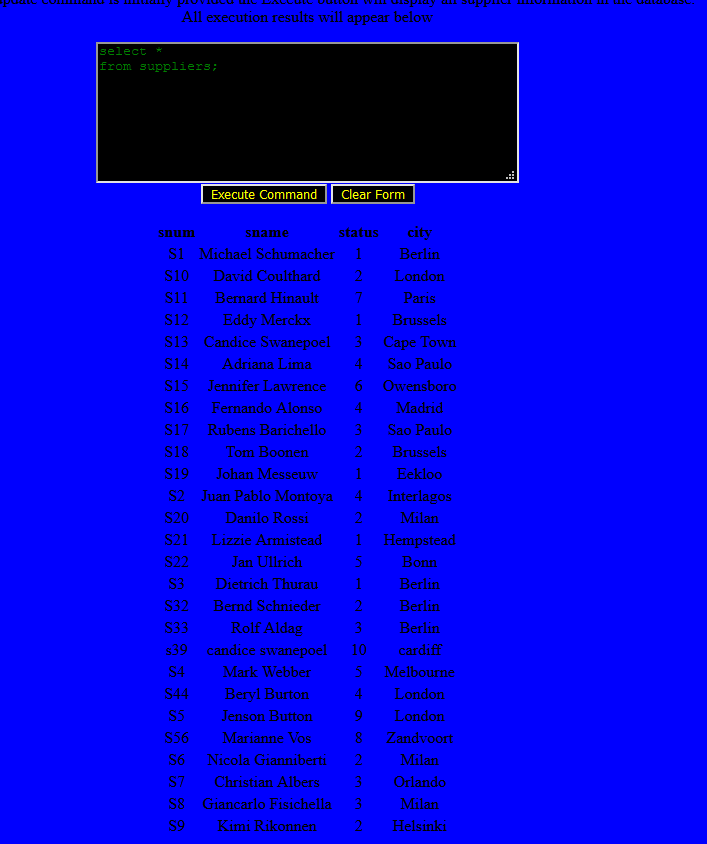 update command is initially provided the Execute button will display all supplier information in the database
All execution results will appear below
select *
from suppliers;
Execute Command Clear Form
snum sname status city
S1 Michael Schumacher 1 Berlin
S10 David Coulthard 2 London
S11 Bernard Hinault 7 Paris
S12 Eddy Merckx 1 Brussels
S13 Candice Swanepoel 3 Cape Town
S14 Adriana Lima 4 Sao Paulo
S15 Jennifer Lawrence 6 Owensboro
S16 Fernando Alonso 4 Madrid
S17 Rubens Barichello 3 Sao Paulo
S18 Tom Boonen 2 Brussels
S19 Johan Messeuw 1 Eekloo
S2 Juan Pablo Montoya 4 Interlagos
S20 Danilo Rossi 2 Milan
S21 Lizzie Armistead 1 Hempstead
S22 Jan Ullrich 5 Bonn
S3 Dietrich Thurau 1 Berlin
S32 Bernd Schnieder 2 Berlin
S33 Rolf Aldag 3 Berlin
s39 candice swanepoel 10 cardiff
S4 Mark Webber 5 Melbourne
S44 Beryl Burton 4 London
S5 Jenson Button 9 London
S56 Marianne Vos 8 Zandvoort
S6 Nicola Gianniberti 2 Milan
S7 Christian Albers 3 Orlando
S8 Giancarlo Fisichella 3 Milan
S9 Kimi Rikonnen 2 Helsinki